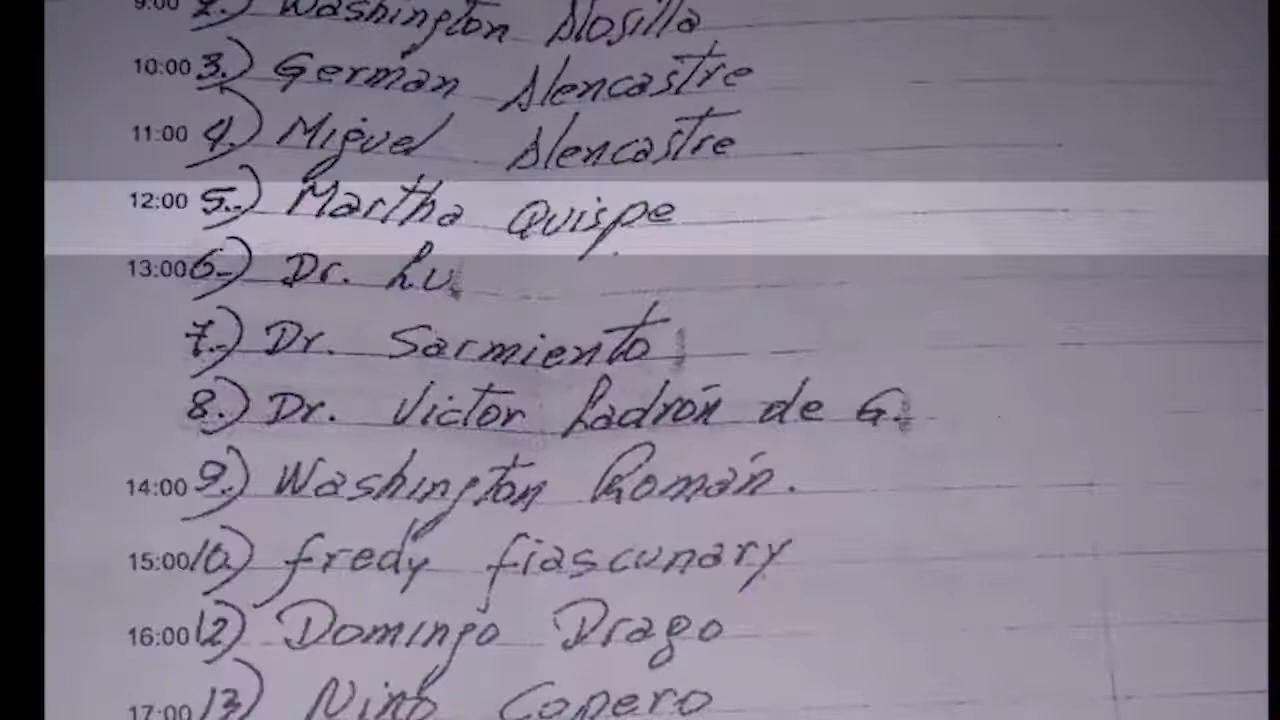 9:00 2.) Washington Alosilla
10:00 3.) German Alencastre
11:00 4.) Miguel Alencastre
12:00 5.-) Martha Quispe
13:00 6-) Dr. Lu.
7.-) Dr. Sarmiento
8.) Dr. Victor Ladrón de G.
14:00 9.) Washington Román.
15:00 10.) fredy fiascunary
16:00 12) Domingo Drago
17:00 13) Nino Copero